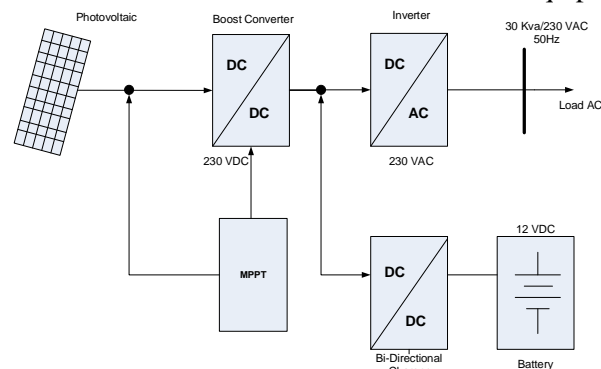 Photovoltaic
Boost Converter
Inverter
30 Kva/230 VAC
50Hz
DC
DC
DC
AC
Load AC
230 VDC
230 VAC
MPPT
12 VDC
DC
DC
Bi-Directional
Battery